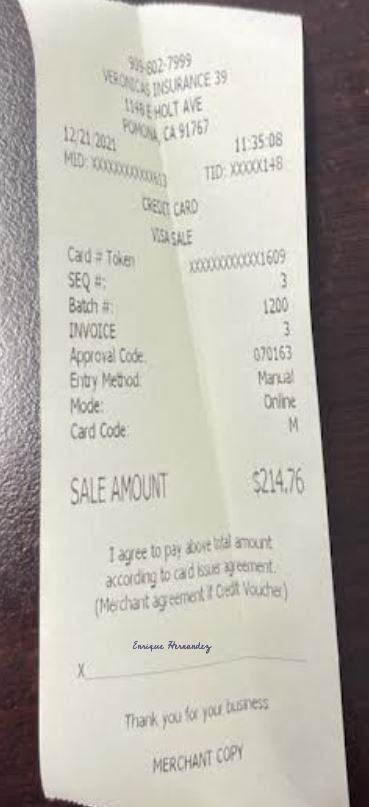 909-802-7999
VERONICAS INSURANCE 39
1148 E HOLT AVE
POMONA, CA 91767
12/21/2021 11:35:08
MID: XXXXXXXXXXXX813 TID: XXXXX148
CREDIT CARD
VISA SALE
Card # Token XXXXXXXXXXXX1609
SEQ #: 3
Batch #: 1200
INVOICE 3
Approval Code: 070163
Entry Method: Manual
Mode: Online
Card Code: M
SALE AMOUNT $214.76
I agree to pay above total amount
according to card issuer agreement.
(Merchant agreement if Credit Voucher)
Enrique Hernandez
X
Thank you for your business
MERCHANT COPY